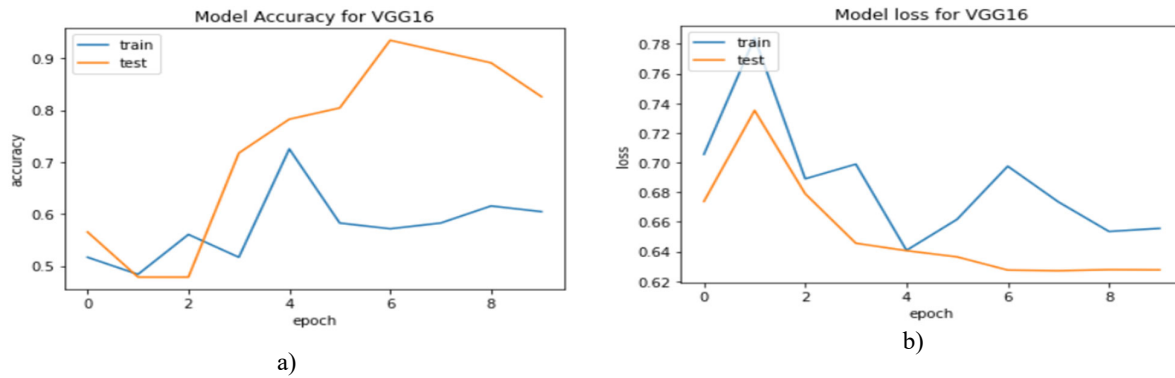 Model Accuracy for VGG16
train
test
0.9
0.8
0.7
0.6
0.5
accuracy
0 2 4 6 8
epoch
a)
Model loss for VGG16
train
test
0.78
0.76
0.74
0.72
0.70
0.68
0.66
0.64
0.62
loss
0 2 4 6 8
epoch
b)